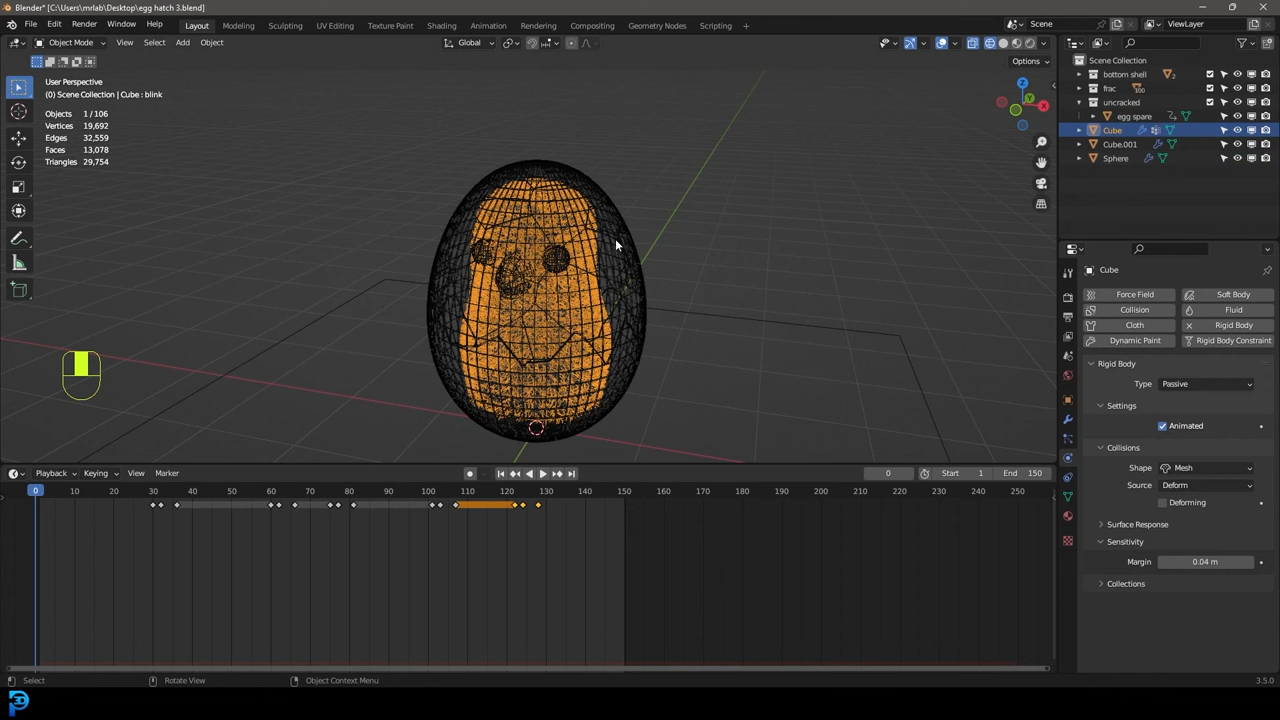 Blender* [C:\Users\mrlab\Desktop\egg hatch 3.blend]
File Edit Render Window Help Layout Modeling Sculpting UV Editing Texture Paint Shading Animation Rendering Compositing Geometry Nodes Scripting + Scene ViewLayer
Object Mode View Select Add Object Global
Options
User Perspective
(0) Scene Collection | Cube : blink
Objects 1/106
Vertices 19,692
Edges 32,559
Faces 13,078
Triangles 29,754
Z
Y
X
Scene Collection
bottom shell 2
frac 100
uncracked
egg spare
Cube
Cube.001
Sphere
Cube
Force Field Soft Body
Collision Fluid
Cloth Rigid Body
Dynamic Paint Rigid Body Constraint
Rigid Body
Type Passive
Settings
Animated
Collisions
Shape Mesh
Source Deform
Deforming
Surface Response
Sensitivity
Margin 0.04 m
Collections
Playback Keying View Marker 0 Start 1 End 150
0 10 20 30 40 50 60 70 80 90 100 110 120 130 140 150 160 170 180 190 200 210 220 230 240 250
Select Rotate View Object Context Menu 3.5.0